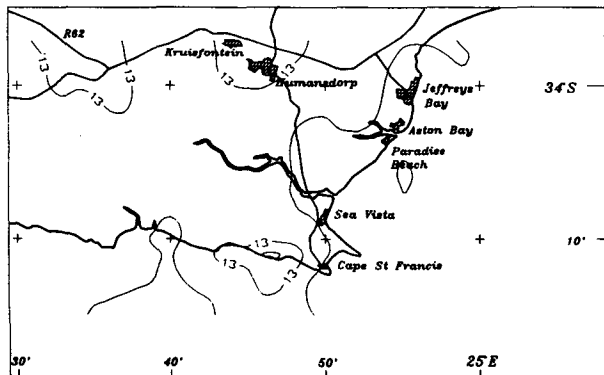 R62
Kruisfontein
Humansdorp
13
13
13
13
Jeffreys
Bay
34°S
Aston Bay
Paradise
Beach
Sea Vista
10'
13
13
Cape St Francis
30'
40'
50'
25°E